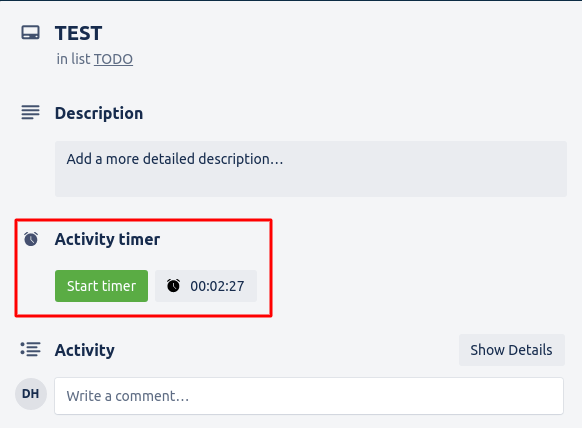 TEST
in list TODO
Description
Add a more detailed description…
Activity timer
Start timer 00:02:27
Activity Show Details
DH Write a comment…